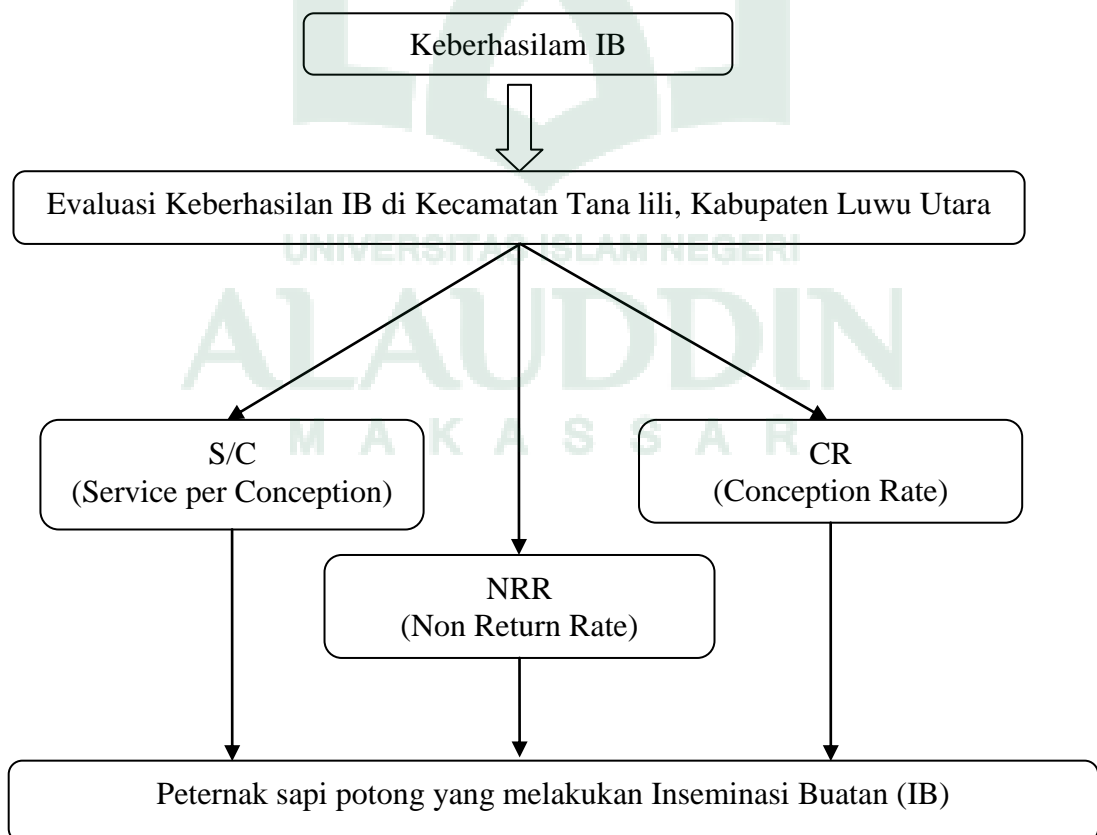 Keberhasilam IB
Evaluasi Keberhasilan IB di Kecamatan Tana lili, Kabupaten Luwu Utara
UNIVERSITAS ISLAM NEGERI
ALAUDDIN
MAKASSAR
S/C
(Service per Conception)
CR
(Conception Rate)
NRR
(Non Return Rate)
Peternak sapi potong yang melakukan Inseminasi Buatan (IB)